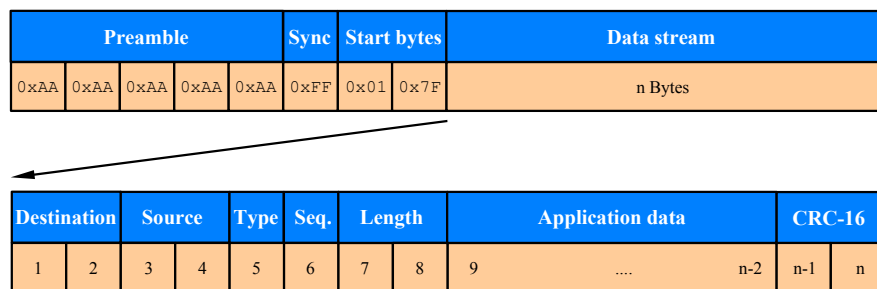 Preamble Sync Start bytes Data stream
0xAA 0xAA 0xAA 0xAA 0xAA 0xFF 0x01 0x7F n Bytes
Destination Source Type Seq. Length Application data CRC-16
1 2 3 4 5 6 7 8 9 .... n-2 n-1 n